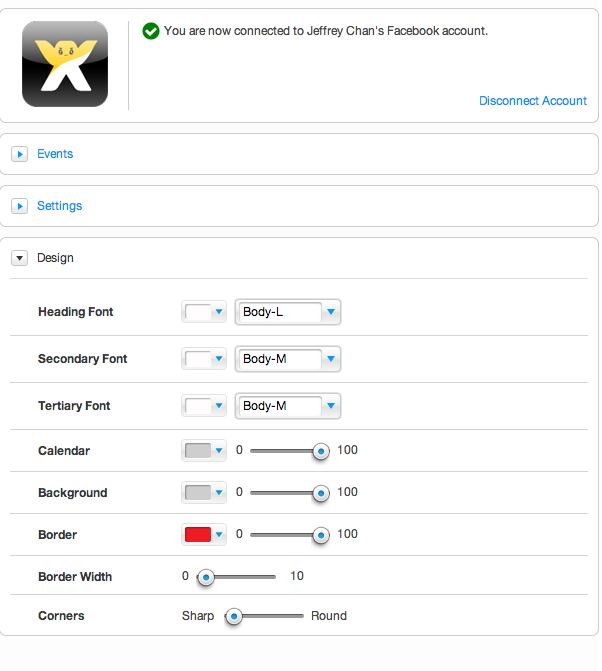 You are now connected to Jeffrey Chan's Facebook account.
Disconnect Account
Events
Settings
Design
Heading Font Body-L
Secondary Font Body-M
Tertiary Font Body-M
Calendar 0 100
Background 0 100
Border 0 100
Border Width 0 10
Corners Sharp Round